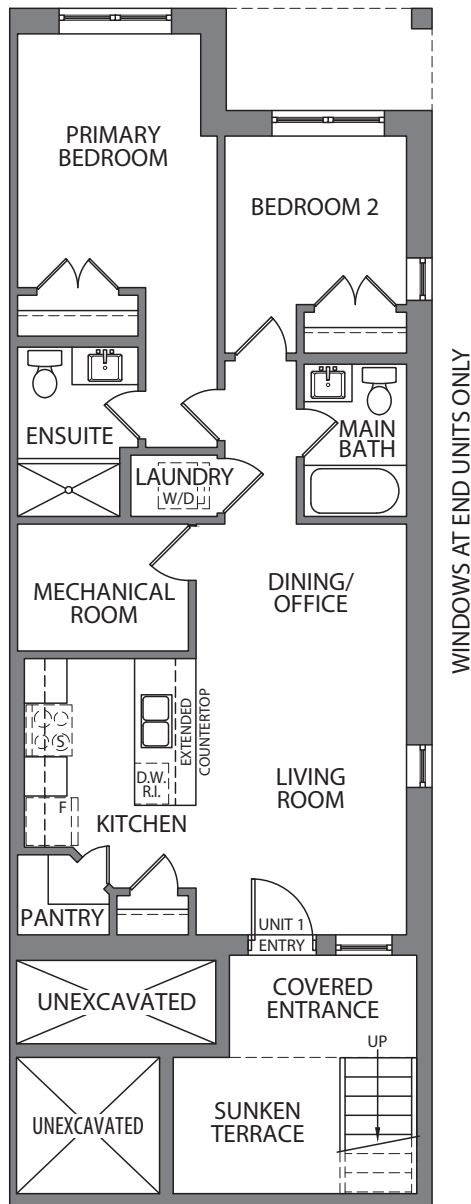 PRIMARY
BEDROOM
BEDROOM 2
ENSUITE
MAIN
BATH
LAUNDRY
W/D
MECHANICAL
ROOM
DINING/
OFFICE
WINDOWS AT END UNITS ONLY
EXTENDED
COUNTERTOP
S
D.W.
R.I.
F
KITCHEN
LIVING
ROOM
PANTRY
UNIT 1
ENTRY
UNEXCAVATED
COVERED
ENTRANCE
UP
UNEXCAVATED
SUNKEN
TERRACE